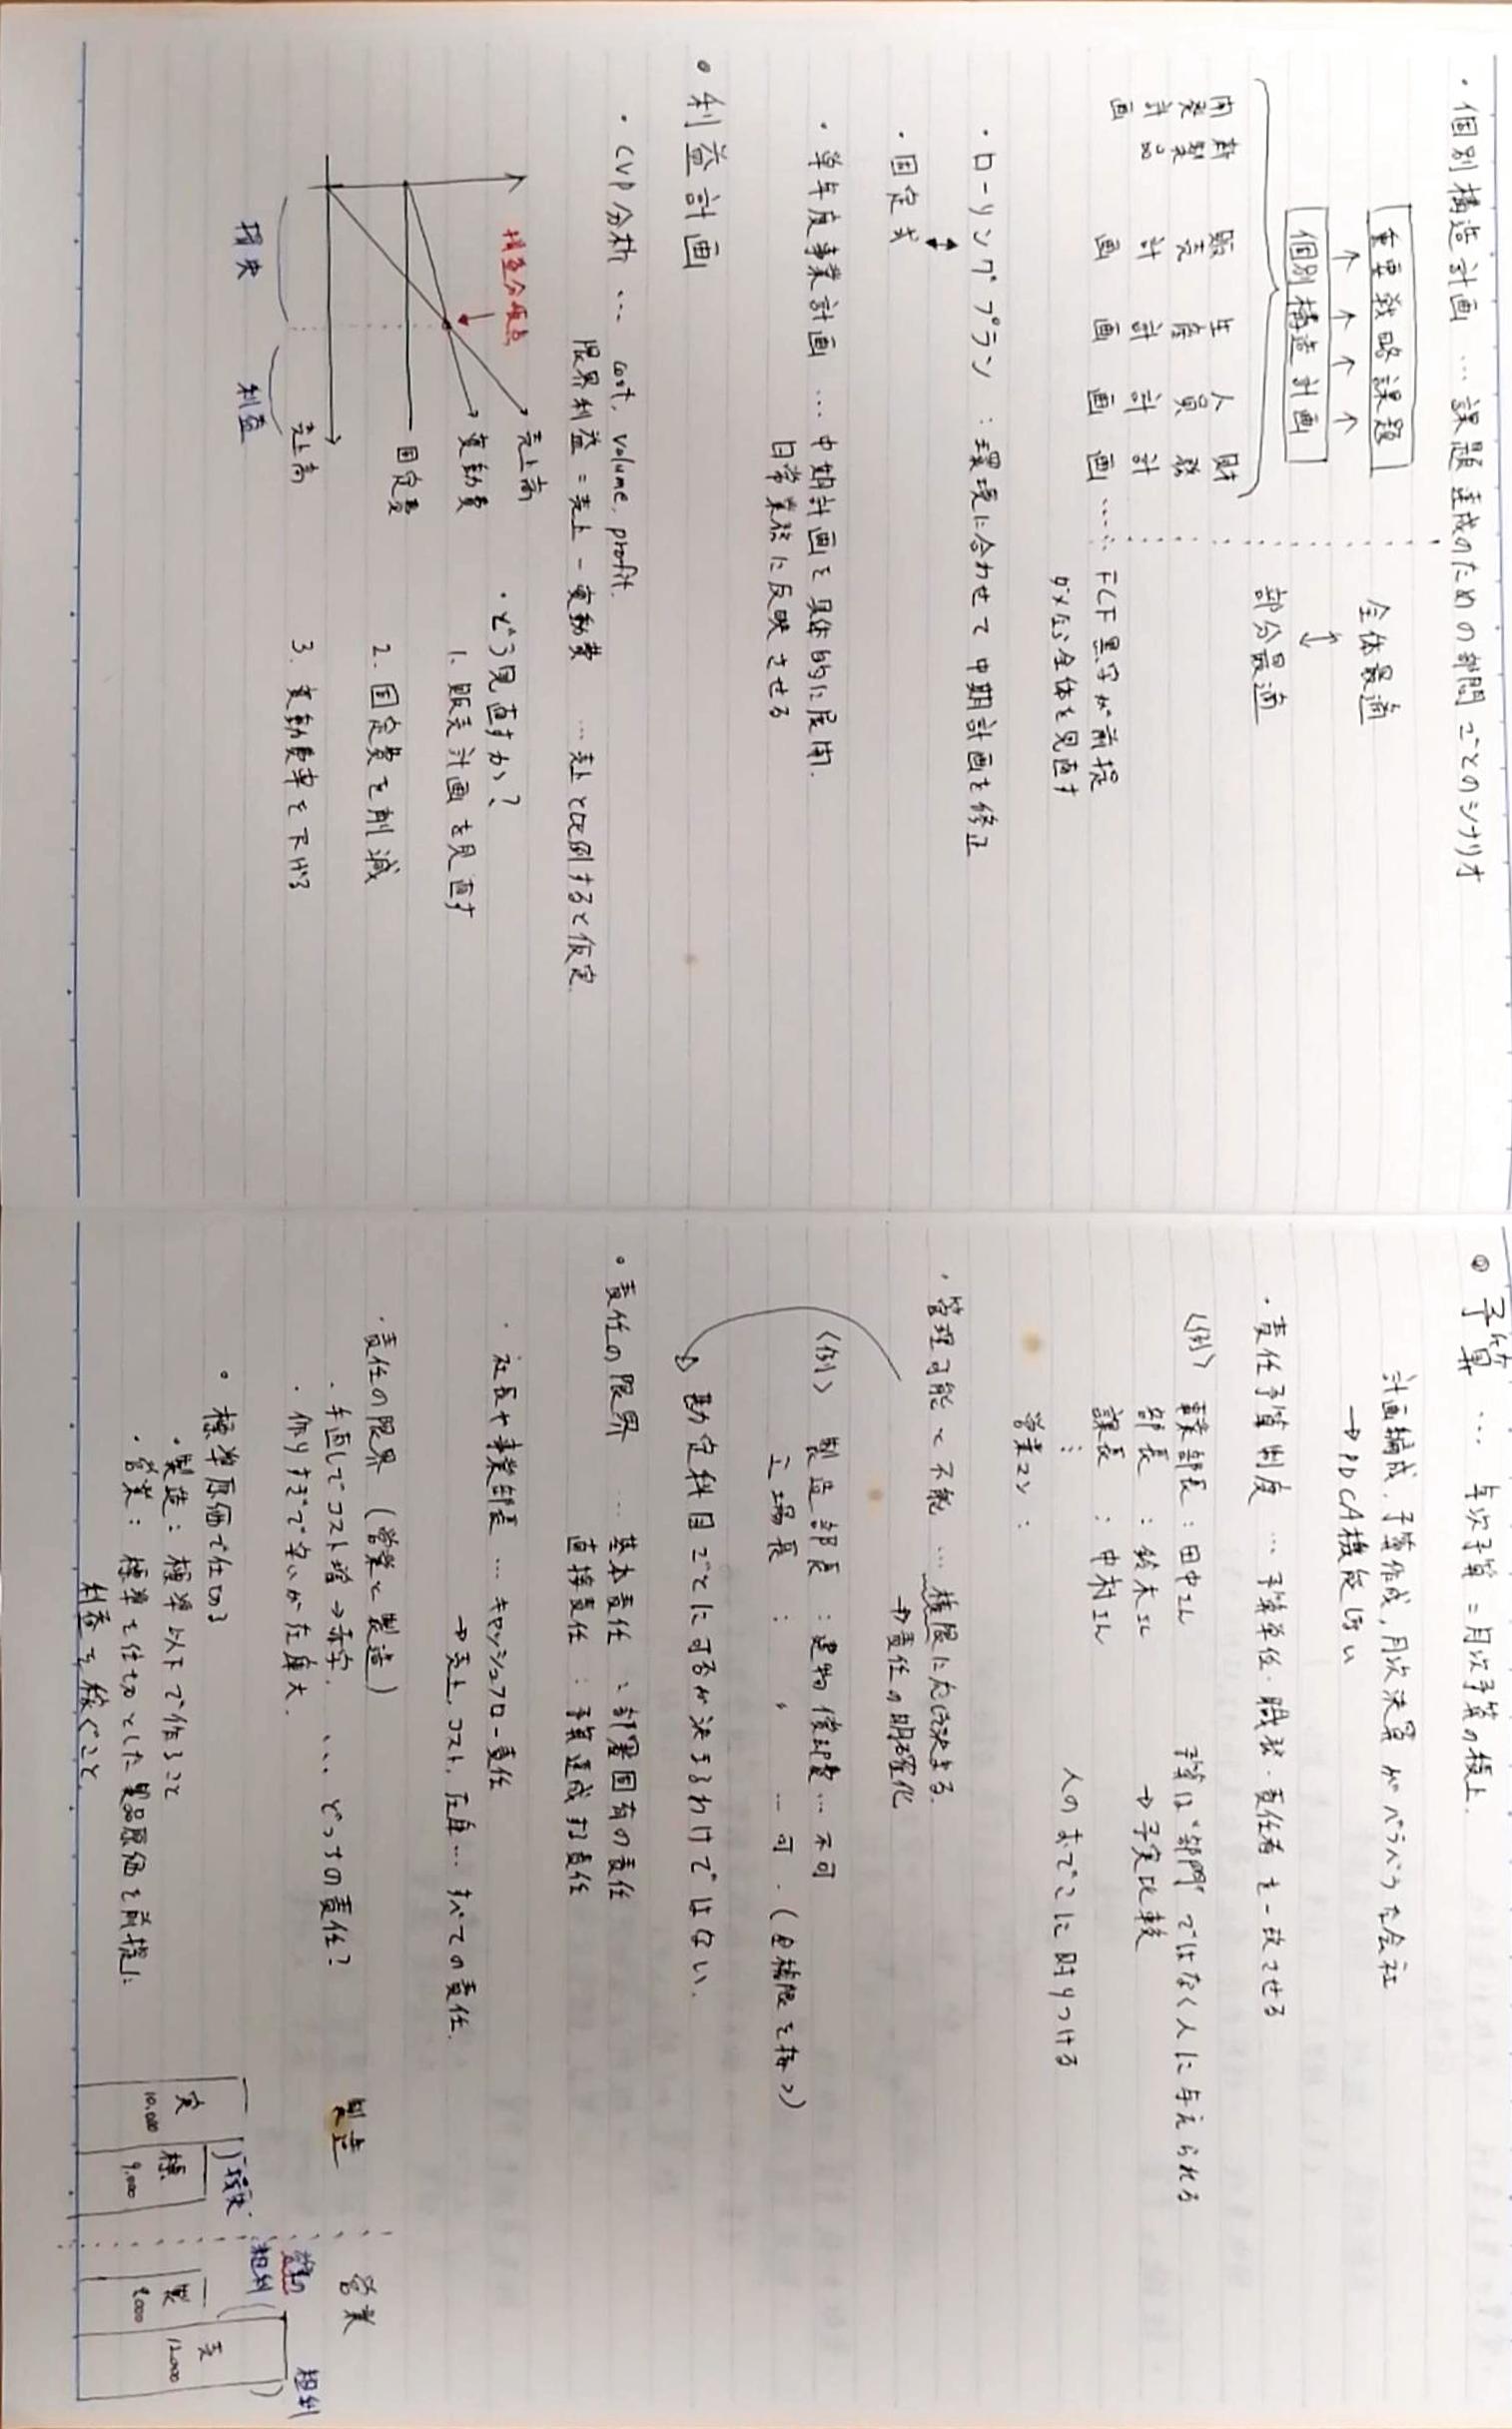 ・個別構造計画 … 課題達成のための部門ごとのシナリオ
重要戦略課題
↑ ↑ ↑ ↑
個別構造計画
全体最適
↕
部分最適
新製品開発計画
販売計画
生産計画
人員計画
財務計画 …… FCF黒字が前提
ダメなら全体を見直す
・ローリングプラン : 環境に合わせて中期計画を修正
↕
・固定式
・単年度事業計画 … 中期計画を具体的に展開.
日常業務に反映させる
◦ 利益計画
・CVP分析 … cost, volume, profit.
限界利益 = 売上 - 変動費 …売上と比例すると仮定.
損益分岐点
売上高
変動費
固定費
売上高
損失
利益
・どう見直すか?
1. 販売計画を見直す
2. 固定費を削減
3. 変動費率を下げる
◎ 予算 … 年次予算 = 月次予算の積上.
計画編成, 予算作成, 月次決算がバラバラな会社
→ PDCA機能しない
・責任予算制度 … 予算単位・職務・責任者を一致させる
〈例〉 事業部長 : 田中さん
部長 : 鈴木さん
課長 : 中村さん
⋮
営業マン :
予算は"部門"ではなく人に与えられる
→ 予実比較
人のおでこに貼りつける
・管理可能と不能 … 権限に応じ決まる.
→ 責任の明確化
〈例〉 製造部長 : 建物償却費… 不可
工場長 : 〃 … 可 . (全権限を持つ)
勘定科目ごとに可否が決まるわけではない.
◦ 責任の限界 … 基本責任 : 部署固有の責任
直接責任 : 予算達成する責任
・社長や事業部長 … キャッシュフロー責任
→ 売上, コスト, 在庫… すべての責任.
・責任の限界 (営業と製造)
・手直しでコスト増 → 赤字. … どっちの責任?
・作りすぎで安いが在庫大.
◦ 標準原価で仕切る
・製造 : 標準以下で作ること
・営業 : 標準を仕切とした製品原価を前提に
利益を稼ぐこと.
製造
営業
実
10,000
標
9,000
損失
営業の
粗利
製
9,000
売
12,000
粗利